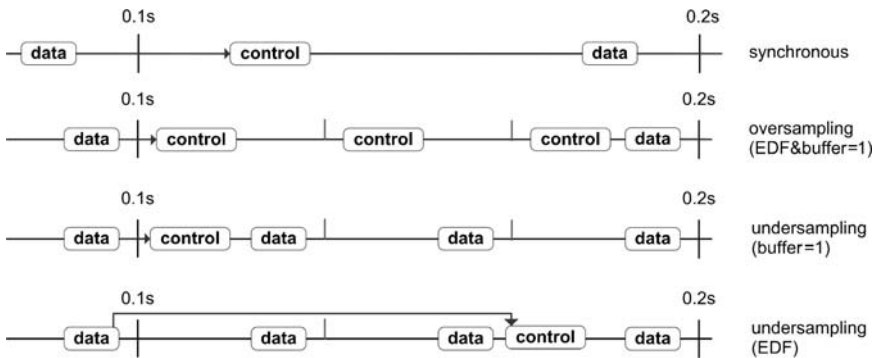 0.1s 0.2s
data control data synchronous
0.1s 0.2s
data control control control data oversampling
(EDF&buffer=1)
0.1s 0.2s
data control data data data undersampling
(buffer=1)
0.1s 0.2s
data data data control data undersampling
(EDF)